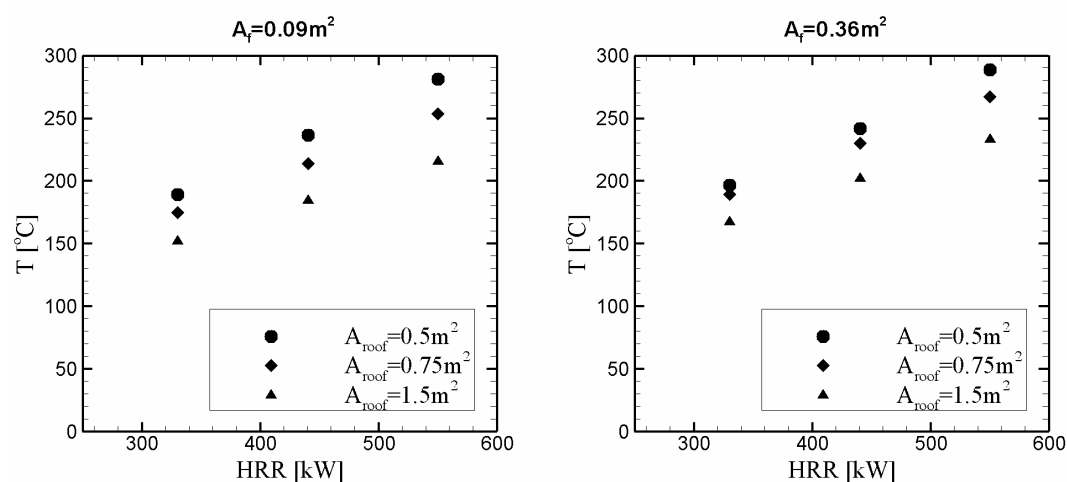 A_f=0.09m²
300
250
200
150
100
50
0
T [°C]
A_roof=0.5m²
A_roof=0.75m²
A_roof=1.5m²
300 400 500 600
HRR [kW]
A_f=0.36m²
300
250
200
150
100
50
0
T [°C]
A_roof=0.5m²
A_roof=0.75m²
A_roof=1.5m²
300 400 500 600
HRR [kW]